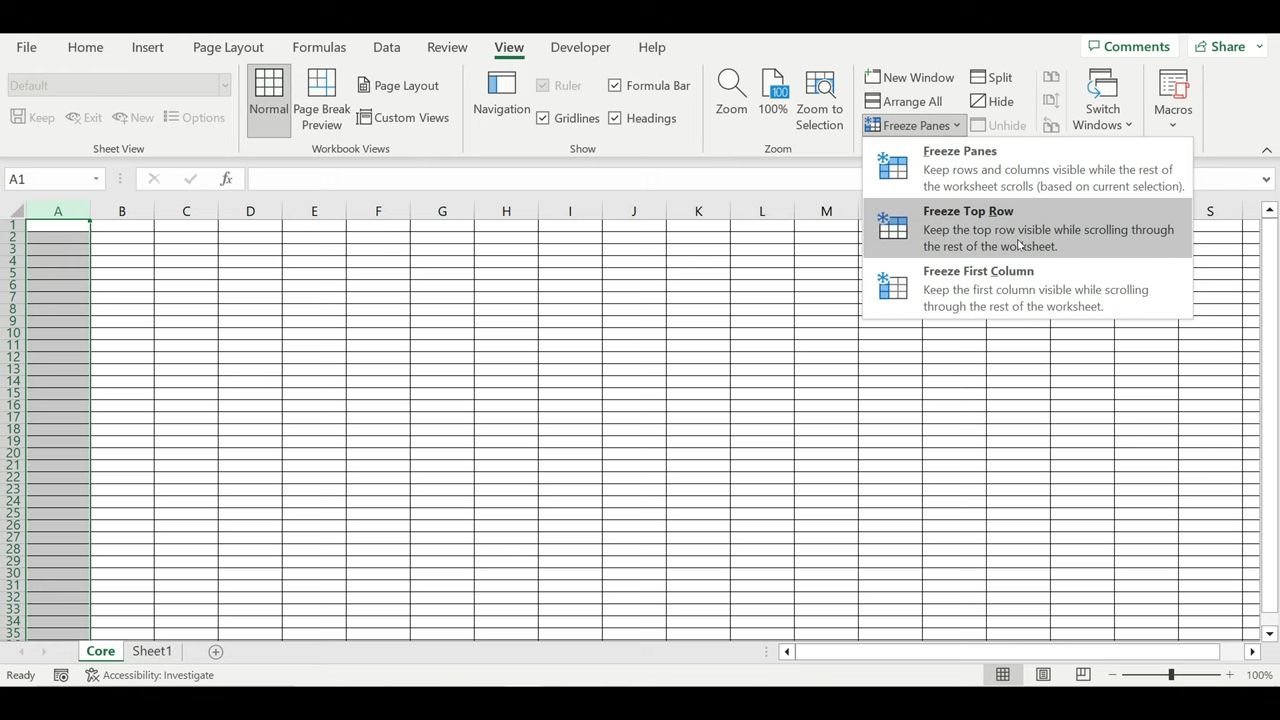 File Home Insert Page Layout Formulas Data Review View Developer Help Comments Share
Default
Keep Exit New Options
Sheet View
Normal Page Break Preview
Page Layout
Custom Views
Workbook Views
Navigation
Ruler Formula Bar
Gridlines Headings
Show
Zoom 100% Zoom to Selection
100
Zoom
New Window Split
Arrange All Hide
Freeze Panes Unhide
Switch Windows
Macros
Freeze Panes
Keep rows and columns visible while the rest of
the worksheet scrolls (based on current selection).
Freeze Top Row
Keep the top row visible while scrolling through
the rest of the worksheet.
Freeze First Column
Keep the first column visible while scrolling
through the rest of the worksheet.
A1 fx
A B C D E F G H I J K L M S
1
2
3
4
5
6
7
8
9
10
11
12
13
14
15
16
17
18
19
20
21
22
23
24
25
26
27
28
29
30
31
32
33
34
35
Core Sheet1
Ready Accessibility: Investigate 100%